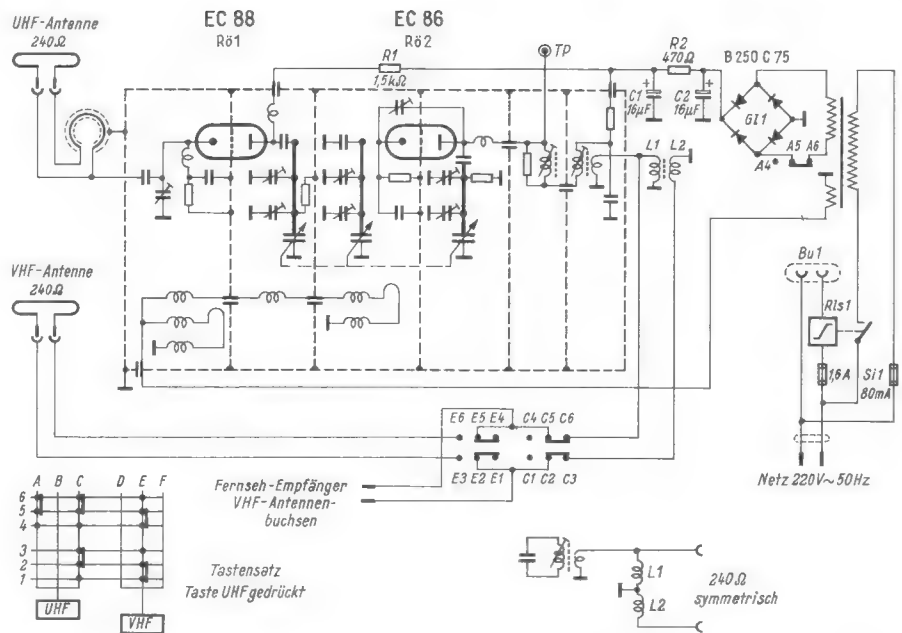 UHF-Antenne
240Ω
EC 88
Rö1
EC 86
Rö2
R1
1,5kΩ
TP
R2
470Ω
B 250 C 75
C1
16µF
C2
16µF
Gl1
A5 A6
A4
L1 L2
VHF-Antenne
240Ω
Bu1
Rls1
1,6A
Si1
80mA
Netz 220V~50Hz
E6 E5 E4 C4 C5 C6
E3 E2 E1 C1 C2 C3
Fernseh-Empfänger
VHF-Antennen-
buchsen
A B C D E F
6
5
4
3
2
1
UHF
VHF
Tastensatz
Taste UHF gedrückt
L1
L2
240Ω
symmetrisch